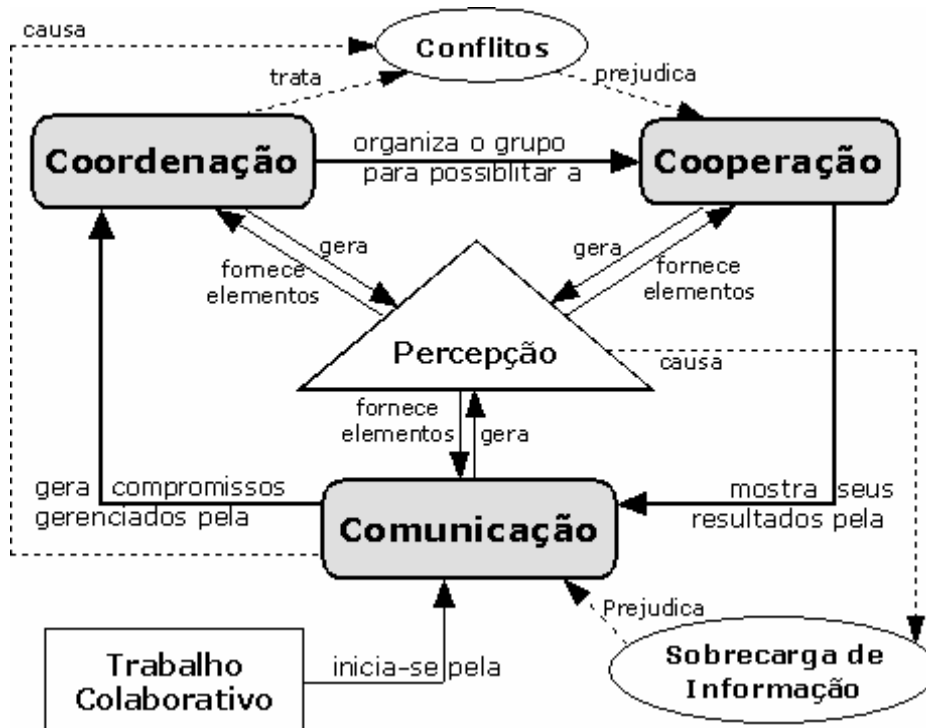 causa
Conflitos
trata
prejudica
Coordenação
organiza o grupo
para possiblitar a
Cooperação
gera
fornece
elementos
gera
fornece
elementos
Percepção
causa
fornece
elementos
gera
gera compromissos
gerenciados pela
mostra seus
resultados pela
Comunicação
Prejudica
Trabalho
Colaborativo
inicia-se pela
Sobrecarga de
Informação